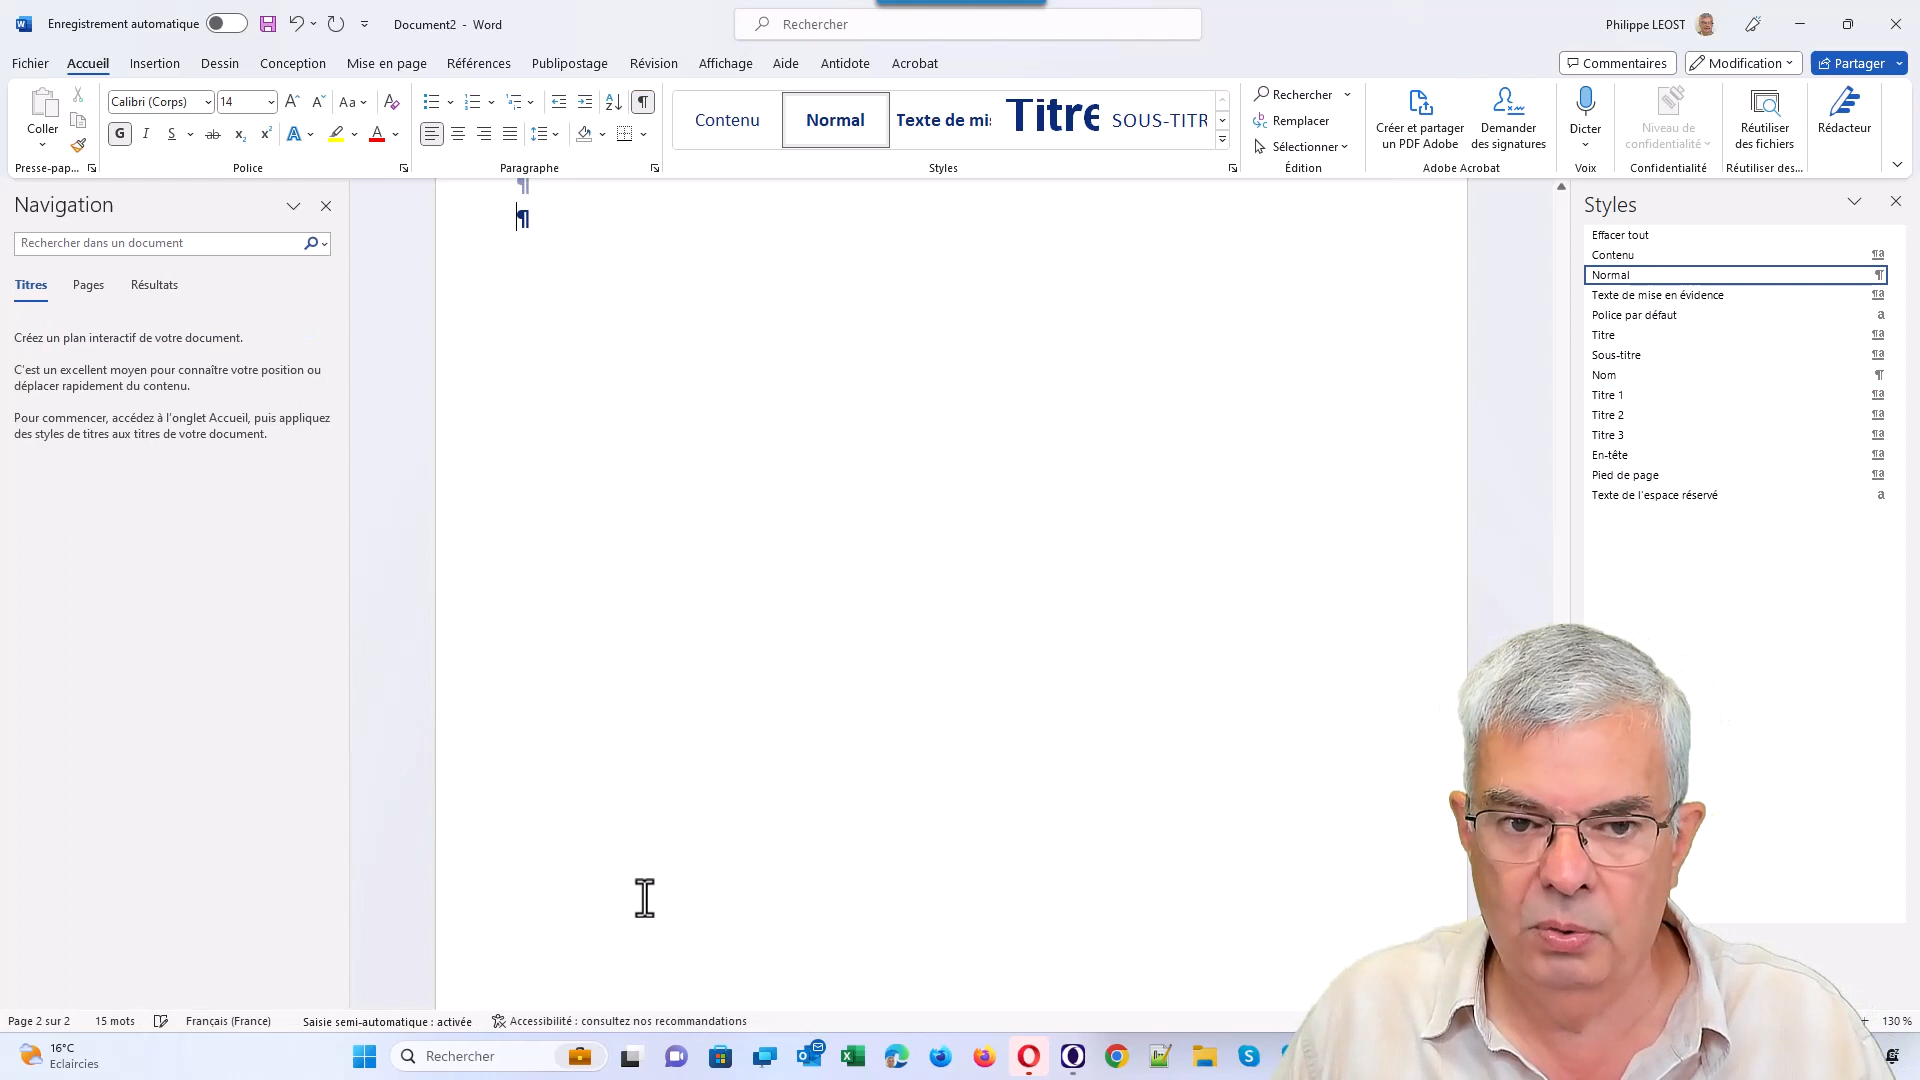 Enregistrement automatique
Document2 - Word
Rechercher
Philippe LEOST
Fichier Accueil Insertion Dessin Conception Mise en page Références Publipostage Révision Affichage Aide Antidote Acrobat
Commentaires Modification Partager
Coller
Presse-pap...
Calibri (Corps) 14
Aa
G I S ab x₂ x² A A
Police
Paragraphe
Contenu Normal Texte de mi Titre SOUS-TITR
Styles
Rechercher
Remplacer
Sélectionner
Édition
Créer et partager
un PDF Adobe
Demander
des signatures
Adobe Acrobat
Dicter
Voix
Niveau de
confidentialité
Confidentialité
Réutiliser
des fichiers
Réutiliser des...
Rédacteur
Navigation
Rechercher dans un document
Titres Pages Résultats
Créez un plan interactif de votre document.
C'est un excellent moyen pour connaître votre position ou
déplacer rapidement du contenu.
Pour commencer, accédez à l'onglet Accueil, puis appliquez
des styles de titres aux titres de votre document.
¶
¶
Styles
Effacer tout
Contenu ¶a
Normal ¶
Texte de mise en évidence ¶a
Police par défaut a
Titre ¶a
Sous-titre ¶a
Nom ¶
Titre 1 ¶a
Titre 2 ¶a
Titre 3 ¶a
En-tête ¶a
Pied de page ¶a
Texte de l'espace réservé a
Page 2 sur 2 15 mots Français (France) Saisie semi-automatique : activée Accessibilité : consultez nos recommandations
+ 130 %
16°C
Eclaircies
Rechercher